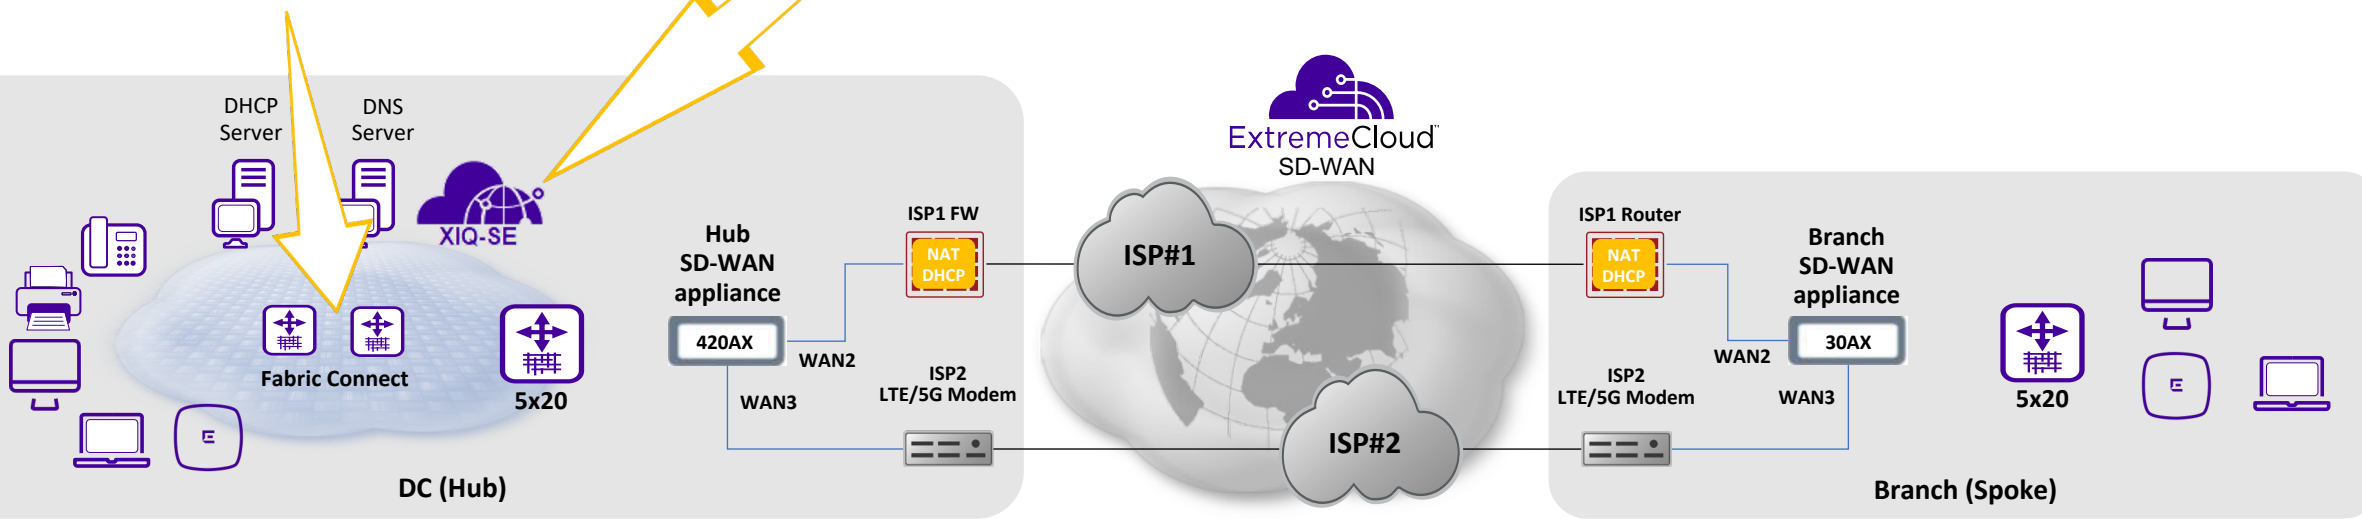 DHCP
Server
DNS
Server
XIQ-SE
Fabric Connect
5x20
DC (Hub)
Hub
SD-WAN
appliance
420AX
WAN2
WAN3
ISP1 FW
NAT
DHCP
ISP2
LTE/5G Modem
ExtremeCloud™
SD-WAN
ISP#1
ISP#2
ISP1 Router
NAT
DHCP
ISP2
LTE/5G Modem
Branch
SD-WAN
appliance
30AX
WAN2
WAN3
5x20
E
E
Branch (Spoke)